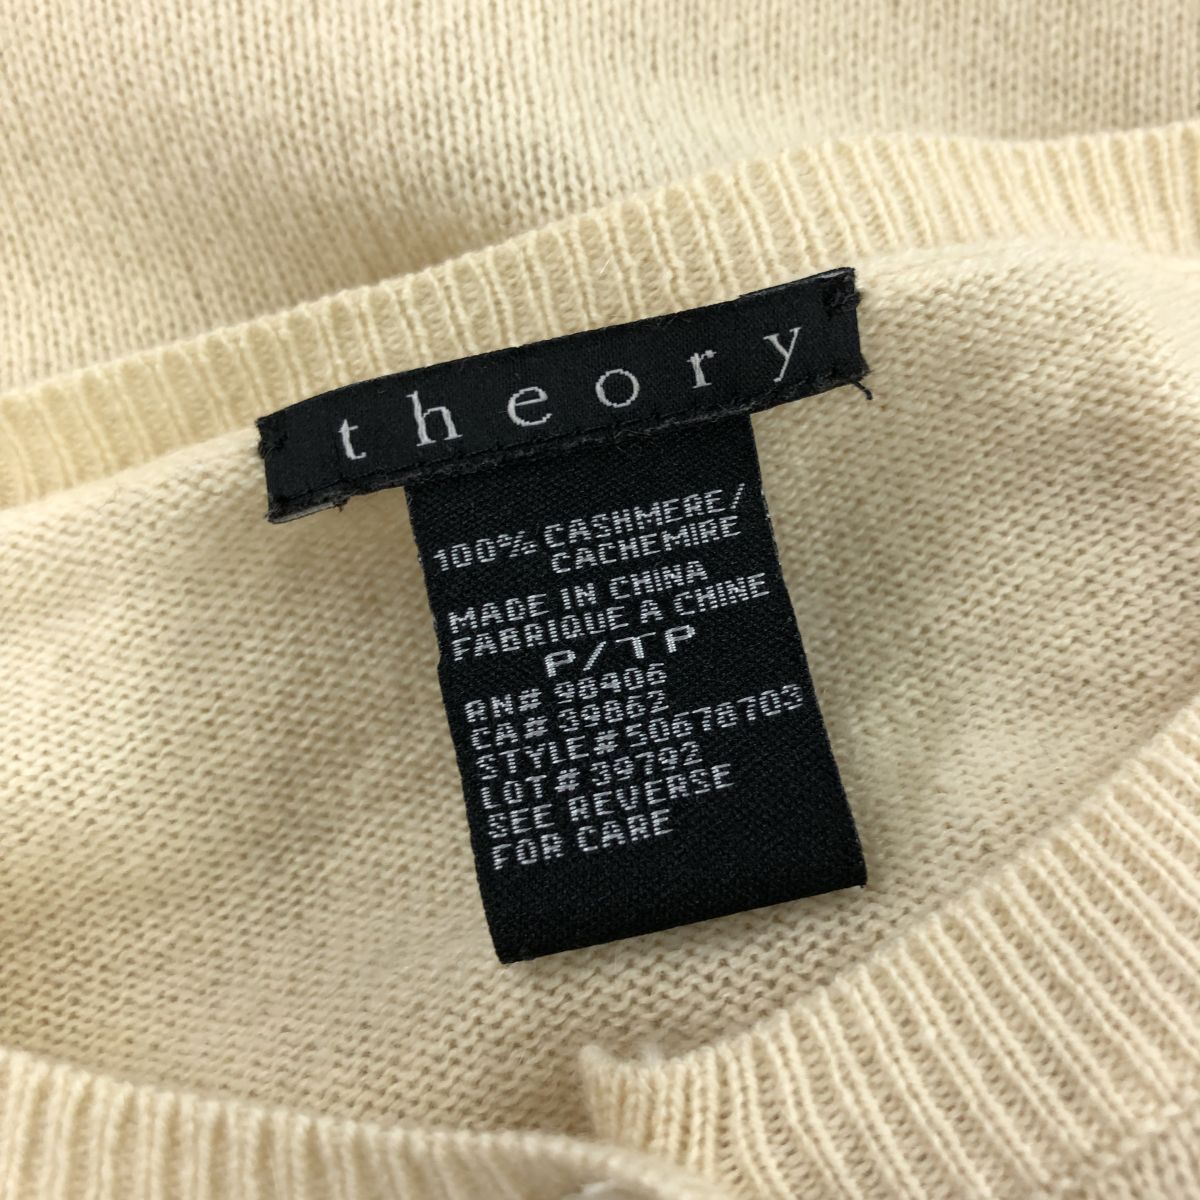 theory
100% CASHMERE/
CACHEMIRE
MADE IN CHINA
FABRIQUE A CHINE
P/TP
RN# 98406
CA# 39862
STYLE# 50678703
LOT# 39792
SEE REVERSE
FOR CARE